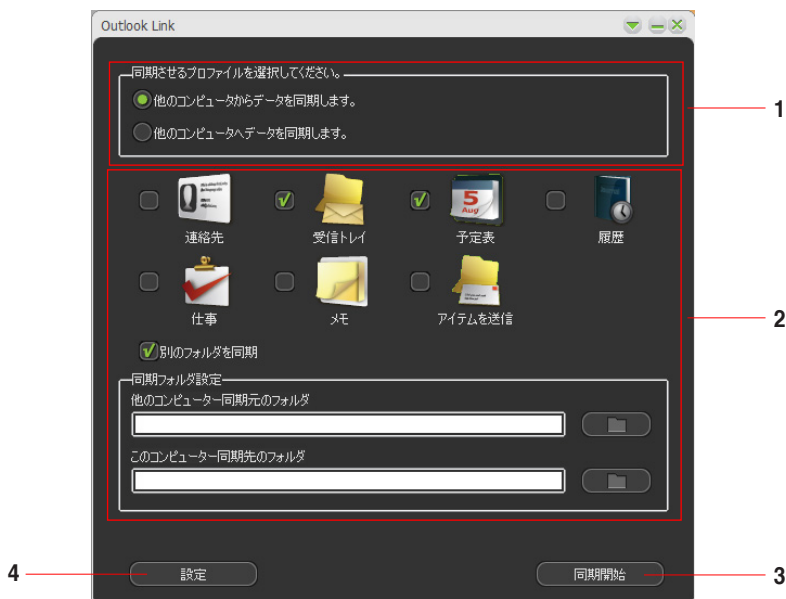 Outlook Link
同期させるプロファイルを選択してください。
他のコンピュータからデータを同期します。
1
他のコンピュータへデータを同期します。
5
Aug
連絡先
受信トレイ
予定表
履歴
仕事
メモ
アイテムを送信
2
別のフォルダを同期
同期フォルダ設定
他のコンピューター同期元のフォルダ
このコンピューター同期先のフォルダ
4
設定
同期開始
3